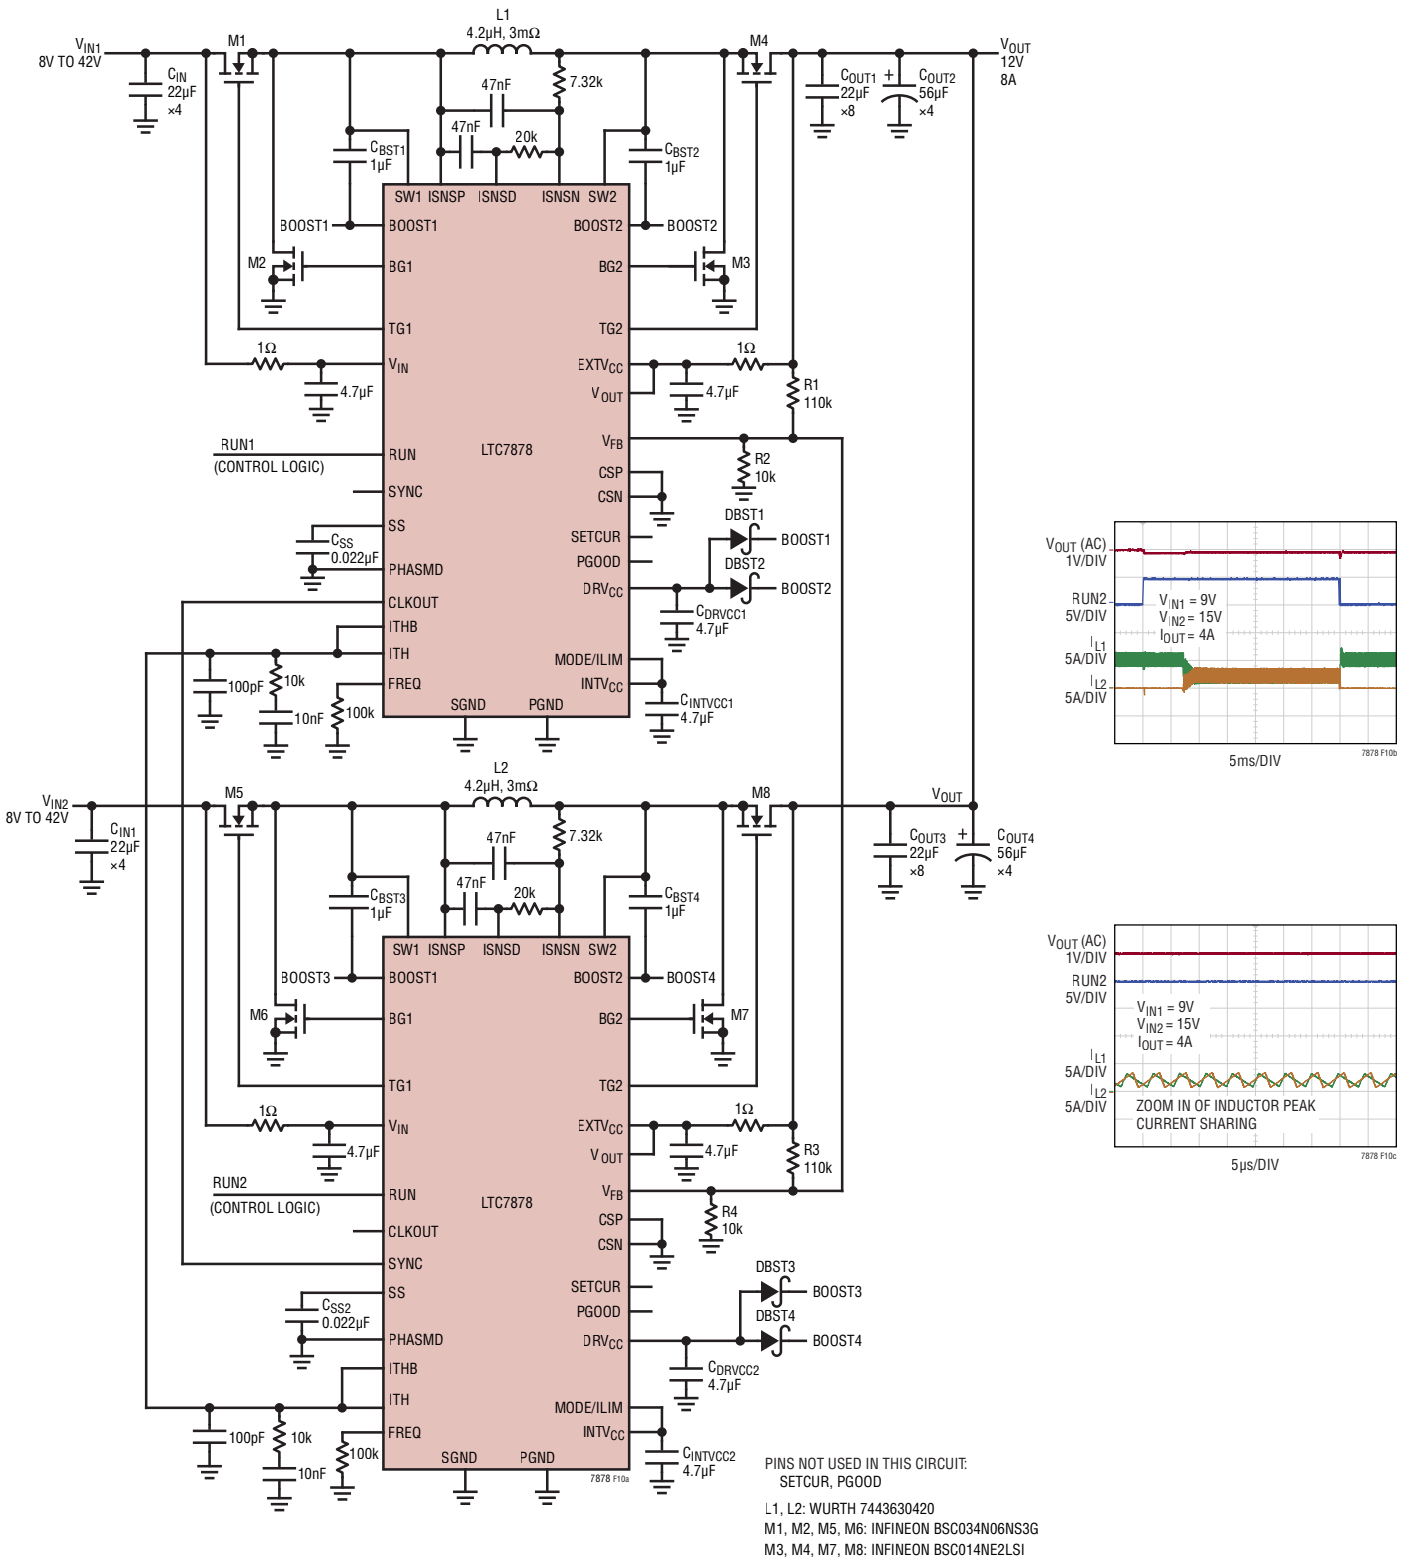 L1
4.2µH, 3mΩ
VIN1
8V TO 42V
M1
M4
VOUT
12V
8A
CIN
22µF
×4
47nF
7.32k
COUT1
22µF
×8
+
COUT2
56µF
×4
47nF
20k
CBST1
1µF
CBST2
1µF
SW1
ISNSP
ISNSD
ISNSN
SW2
BOOST1
BOOST1
BOOST2
BOOST2
M2
BG1
BG2
M3
TG1
TG2
1Ω
VIN
4.7µF
EXTVCC
1Ω
VOUT
4.7µF
R1
110k
RUN1
(CONTROL LOGIC)
RUN
LTC7878
VFB
R2
10k
CSP
SYNC
CSN
SS
CSS
0.022µF
SETCUR
DBST1
BOOST1
PHASMD
PGOOD
DBST2
DRVCC
BOOST2
CLKOUT
CDRVCC1
4.7µF
ITHB
ITH
MODE/ILIM
100pF
10k
FREQ
INTVCC
10nF
100k
SGND
PGND
CINTVCC1
4.7µF
L2
4.2µH, 3mΩ
VIN2
8V TO 42V
M5
M8
VOUT
CIN1
22µF
×4
47nF
7.32k
COUT3
22µF
×8
+
COUT4
56µF
×4
47nF
20k
CBST3
1µF
CBST4
1µF
SW1
ISNSP
ISNSD
ISNSN
SW2
BOOST3
BOOST1
BOOST2
BOOST4
M6
BG1
BG2
M7
TG1
TG2
1Ω
VIN
4.7µF
EXTVCC
1Ω
VOUT
4.7µF
R3
110k
RUN2
(CONTROL LOGIC)
RUN
LTC7878
VFB
R4
10k
CLKOUT
CSP
CSN
SYNC
SS
CSS2
0.022µF
SETCUR
DBST3
BOOST3
PGOOD
DBST4
PHASMD
DRVCC
BOOST4
ITHB
CDRVCC2
4.7µF
ITH
MODE/ILIM
100pF
10k
FREQ
INTVCC
10nF
100k
SGND
PGND
CINTVCC2
4.7µF
7878 F10a
PINS NOT USED IN THIS CIRCUIT:
SETCUR, PGOOD
L1, L2: WURTH 7443630420
M1, M2, M5, M6: INFINEON BSC034N06NS3G
M3, M4, M7, M8: INFINEON BSC014NE2LSI
VOUT (AC)
1V/DIV
RUN2
5V/DIV
VIN1 = 9V
VIN2 = 15V
IOUT = 4A
IL1
5A/DIV
IL2
5A/DIV
5ms/DIV
7878 F10b
VOUT (AC)
1V/DIV
RUN2
5V/DIV
VIN1 = 9V
VIN2 = 15V
IOUT = 4A
IL1
5A/DIV
IL2
5A/DIV
ZOOM IN OF INDUCTOR PEAK
CURRENT SHARING
5µs/DIV
7878 F10c